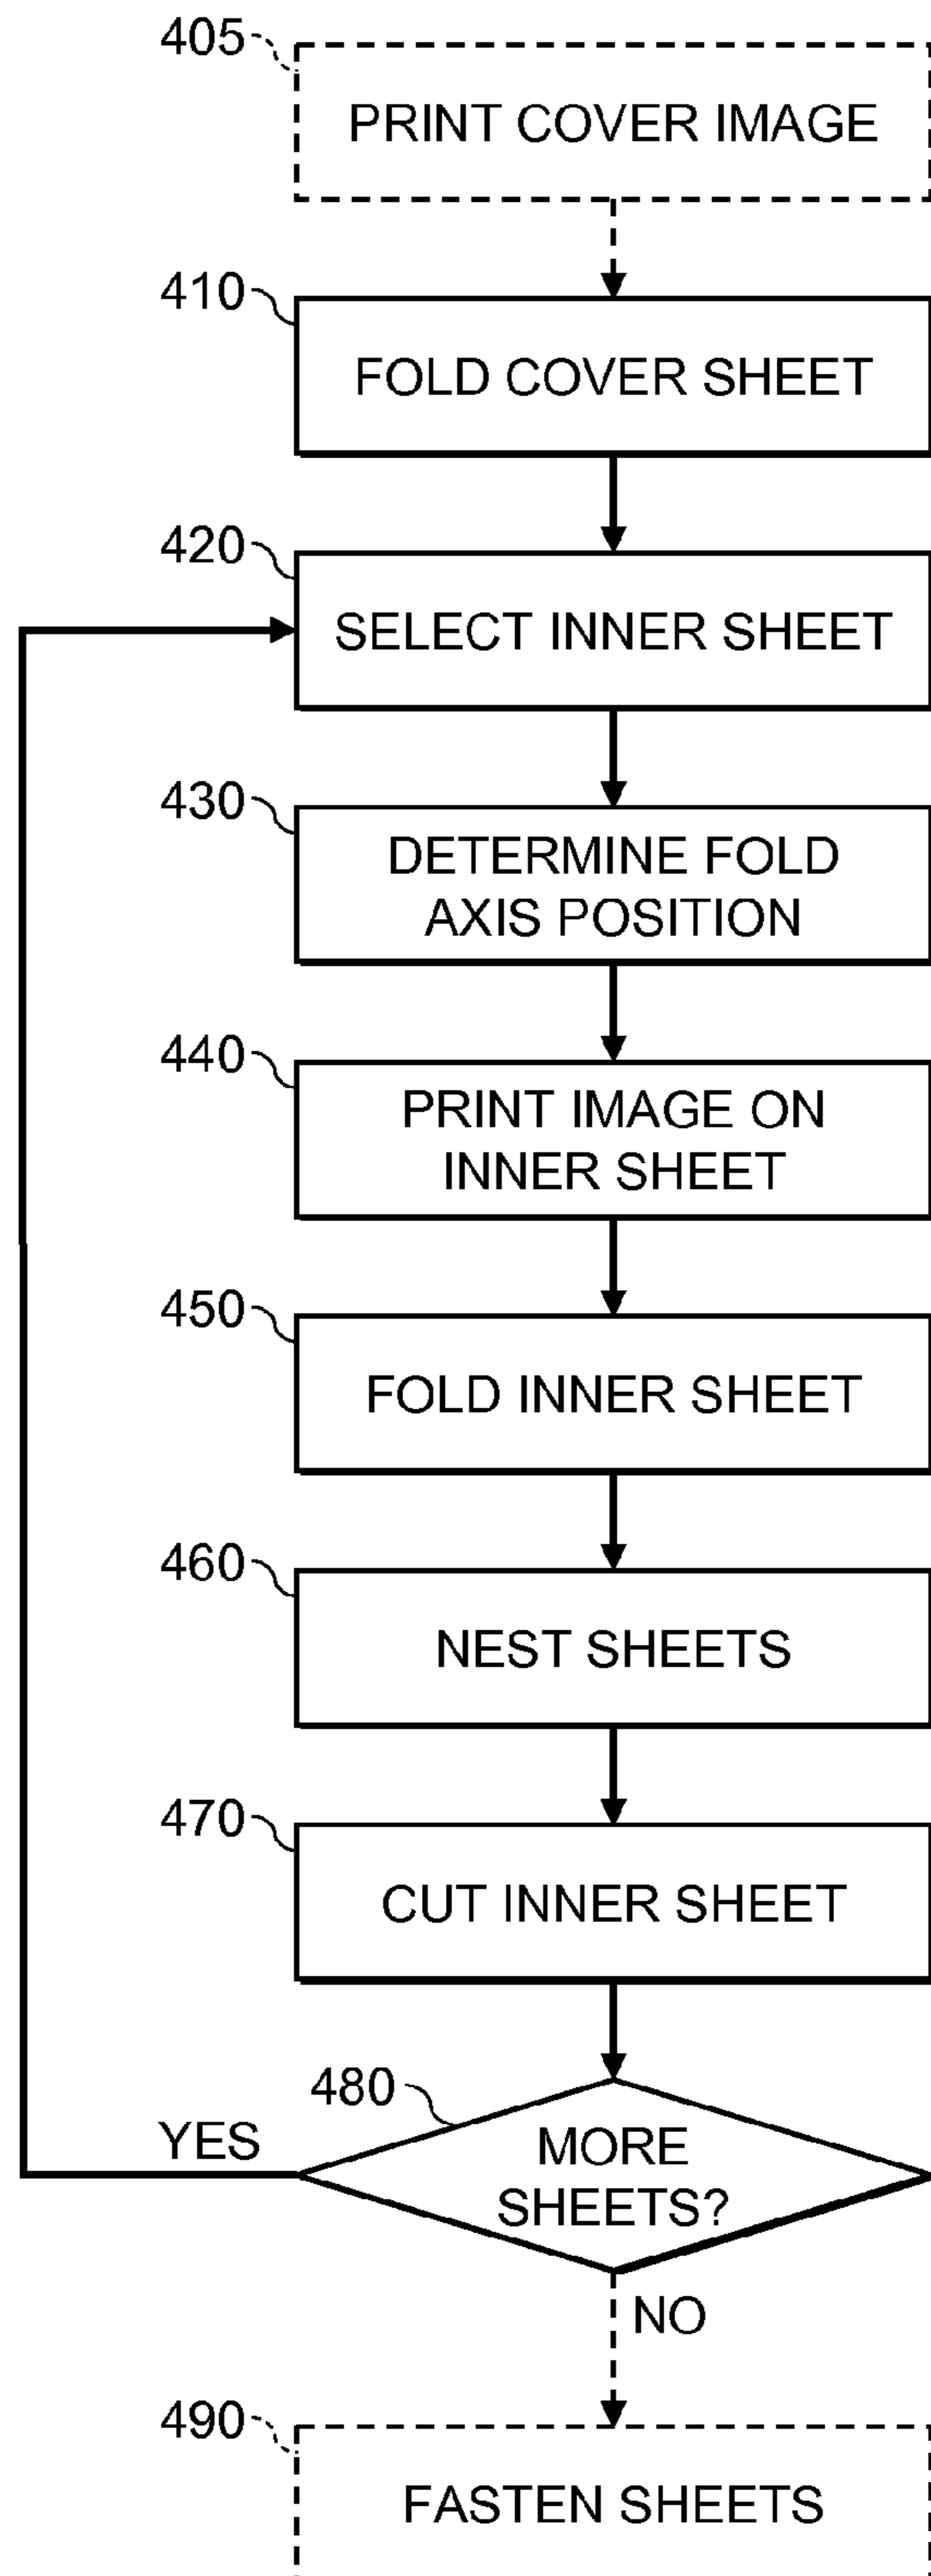 405
PRINT COVER IMAGE
410
FOLD COVER SHEET
420
SELECT INNER SHEET
430
DETERMINE FOLD
AXIS POSITION
440
PRINT IMAGE ON
INNER SHEET
450
FOLD INNER SHEET
460
NEST SHEETS
470
CUT INNER SHEET
480
MORE
SHEETS?
YES
NO
490
FASTEN SHEETS